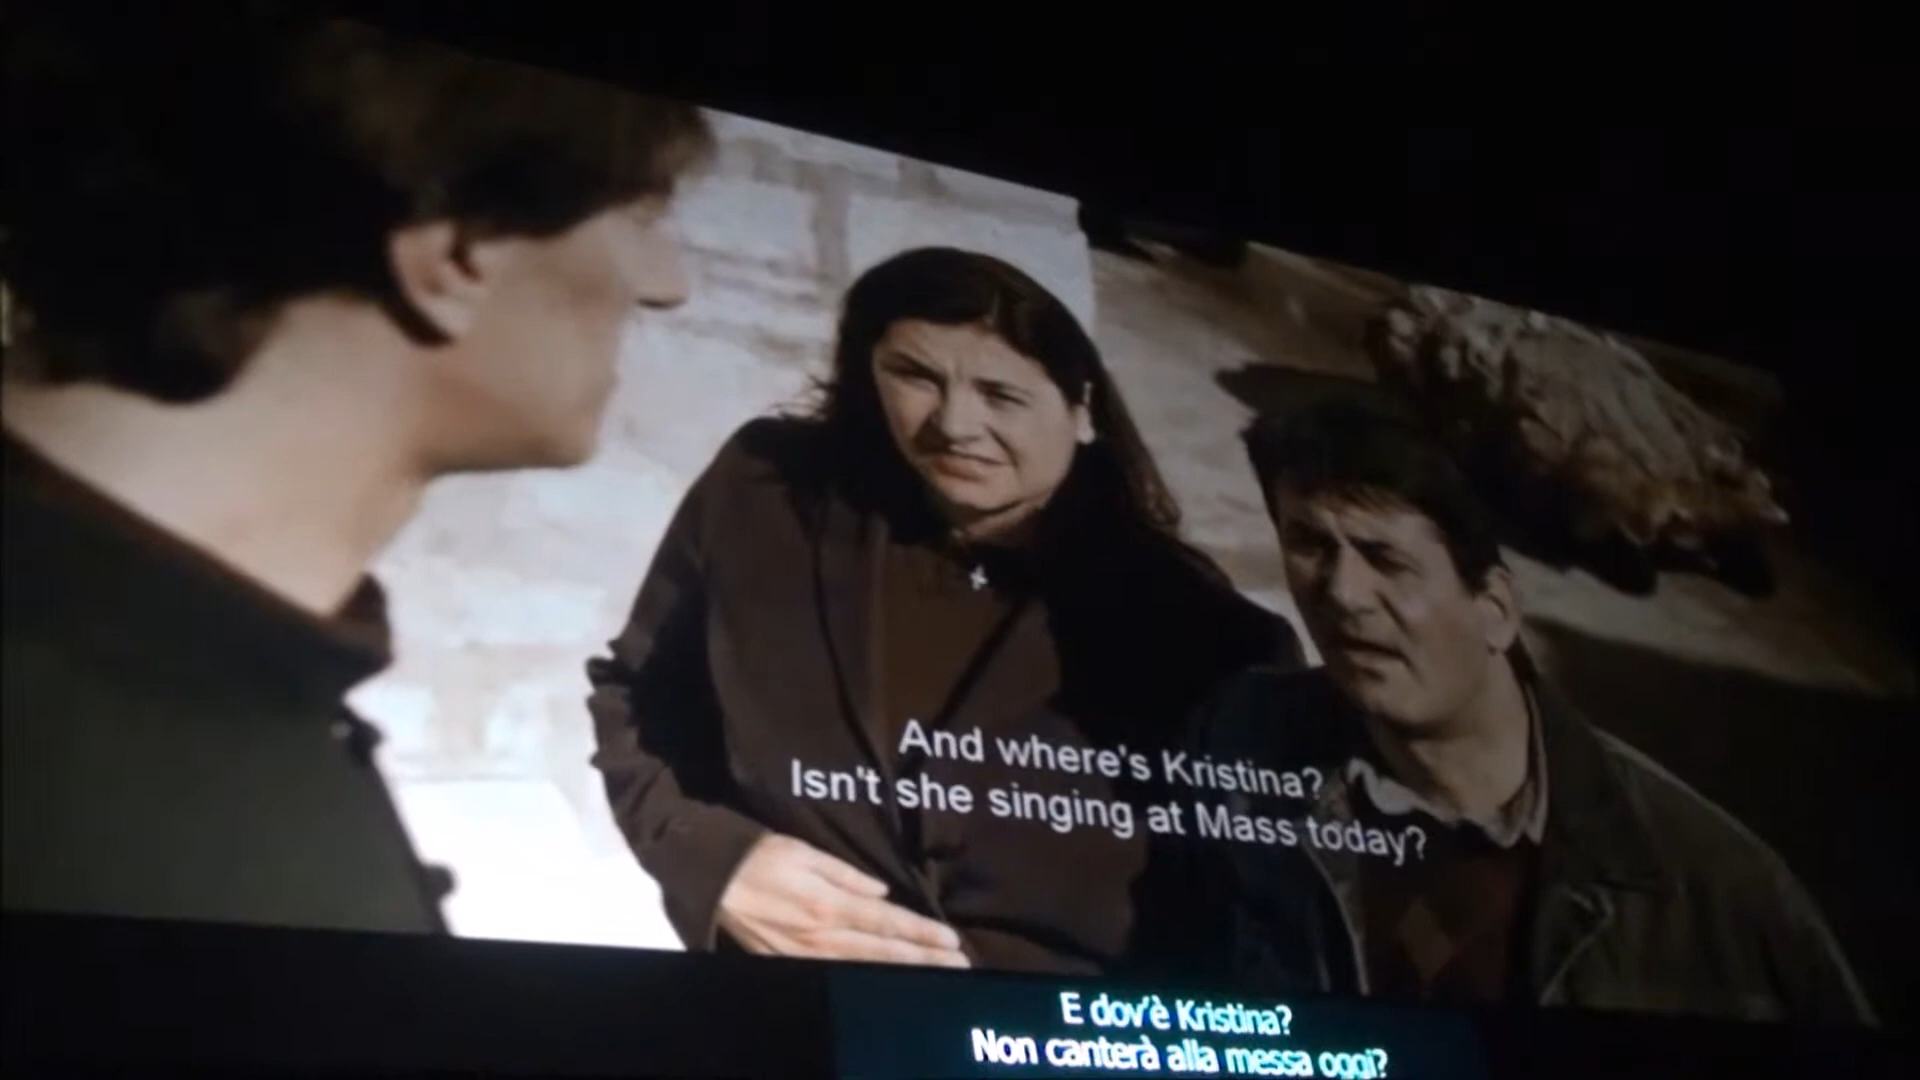 And where's Kristina?
Isn't she singing at Mass today?
E dov'è Kristina?
Non canterà alla messa oggi?